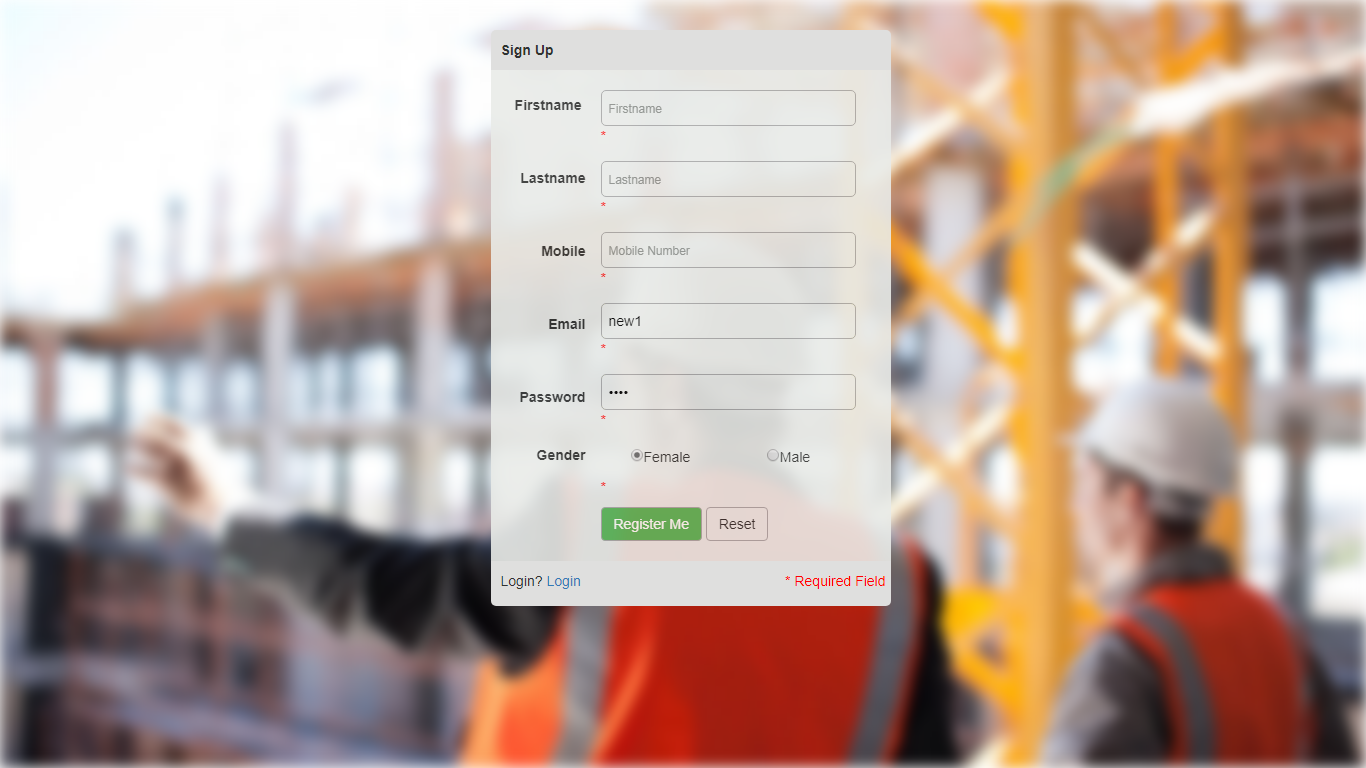 Sign Up
Firstname Firstname
*
Lastname Lastname
*
Mobile Mobile Number
*
Email new1
*
Password ••••
*
Gender Female Male
*
Register Me Reset
Login? Login * Required Field